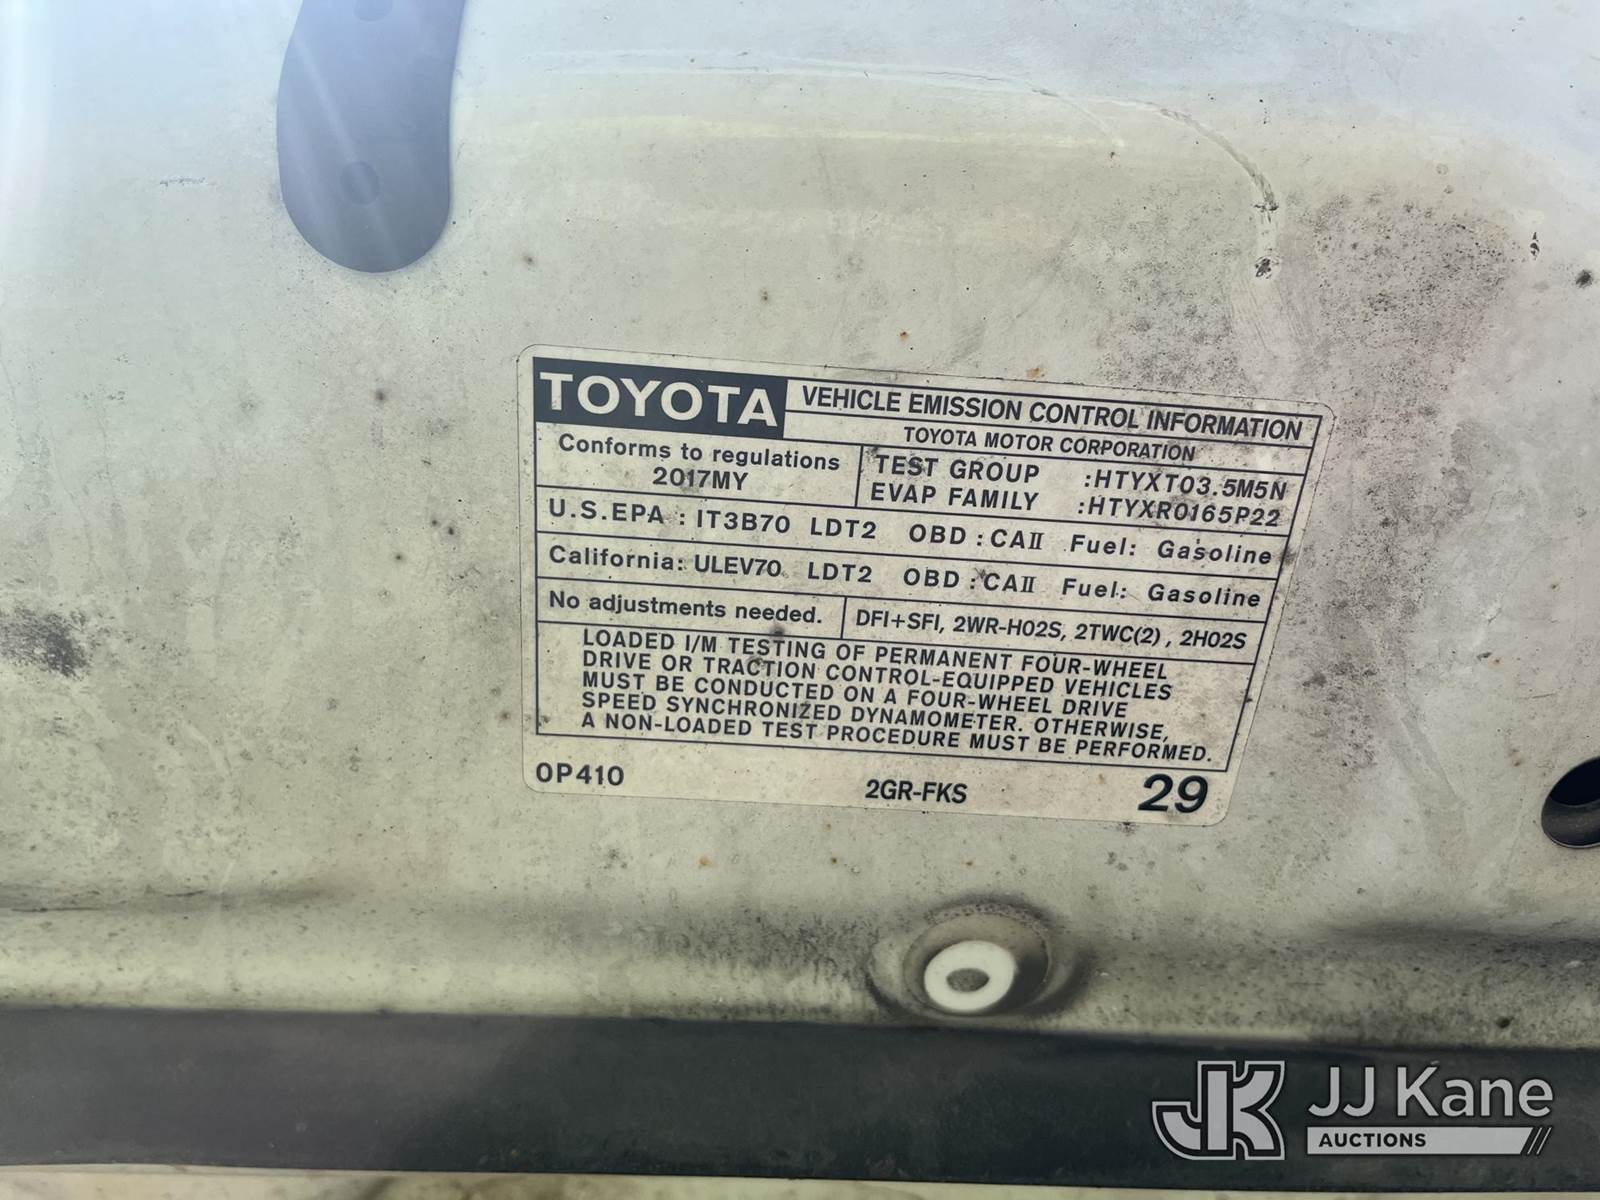 TOYOTA VEHICLE EMISSION CONTROL INFORMATION
TOYOTA MOTOR CORPORATION
Conforms to regulations
2017MY
TEST GROUP :HTYXT03.5M5N
EVAP FAMILY :HTYXR0165P22
U.S.EPA : IT3B70 LDT2 OBD : CAII Fuel: Gasoline
California: ULEV70 LDT2 OBD : CAII Fuel: Gasoline
No adjustments needed. DFI+SFI, 2WR-HO2S, 2TWC(2), 2HO2S
LOADED I/M TESTING OF PERMANENT FOUR-WHEEL
DRIVE OR TRACTION CONTROL-EQUIPPED VEHICLES
MUST BE CONDUCTED ON A FOUR-WHEEL DRIVE
SPEED SYNCHRONIZED DYNAMOMETER. OTHERWISE,
A NON-LOADED TEST PROCEDURE MUST BE PERFORMED.
0P410 2GR-FKS 29
JK JJ Kane
AUCTIONS